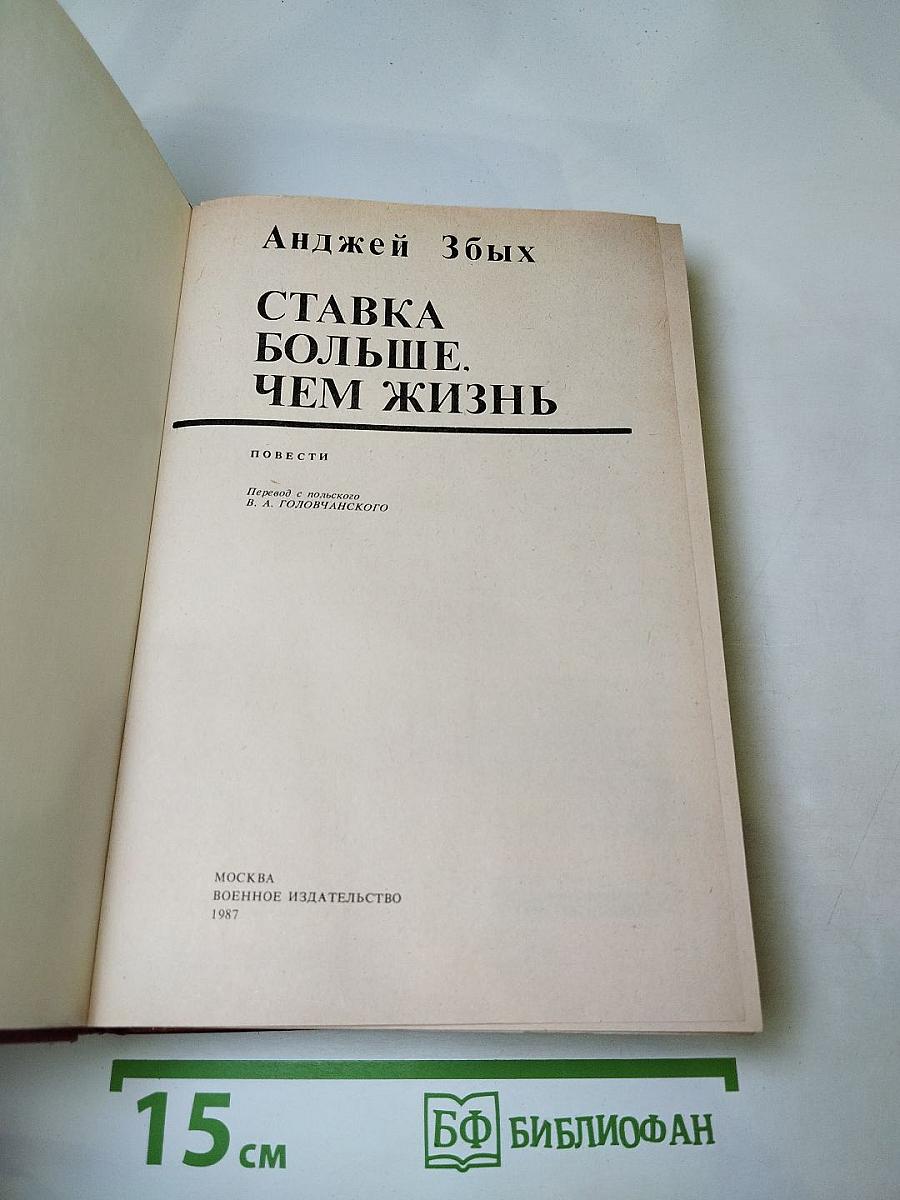 Анджей Збых
СТАВКА
БОЛЬШЕ,
ЧЕМ ЖИЗНЬ
ПОВЕСТИ
Перевод с польского
В. А. ГОЛОВЧАНСКОГО
МОСКВА
ВОЕННОЕ ИЗДАТЕЛЬСТВО
1987
15 см
БФ БИБЛИОФАН